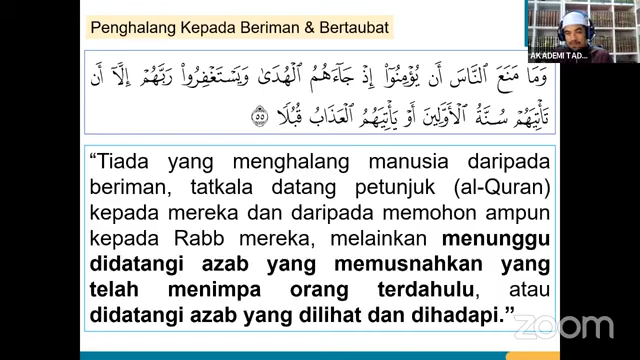 Penghalang Kepada Beriman & Bertaubat
AKADEMI TAD...
وَمَا مَنَعَ ٱلنَّاسَ أَن يُؤْمِنُوٓا۟ إِذْ جَآءَهُمُ ٱلْهُدَىٰ وَيَسْتَغْفِرُوا۟ رَبَّهُمْ إِلَّآ أَن
تَأْتِيَهُمْ سُنَّةُ ٱلْأَوَّلِينَ أَوْ يَأْتِيَهُمُ ٱلْعَذَابُ قُبُلًا ٥٥
“Tiada yang menghalang manusia daripada
beriman, tatkala datang petunjuk (al-Quran)
kepada mereka dan daripada memohon ampun
kepada Rabb mereka, melainkan menunggu
didatangi azab yang memusnahkan yang
telah menimpa orang terdahulu, atau
didatangi azab yang dilihat dan dihadapi.”
zoom